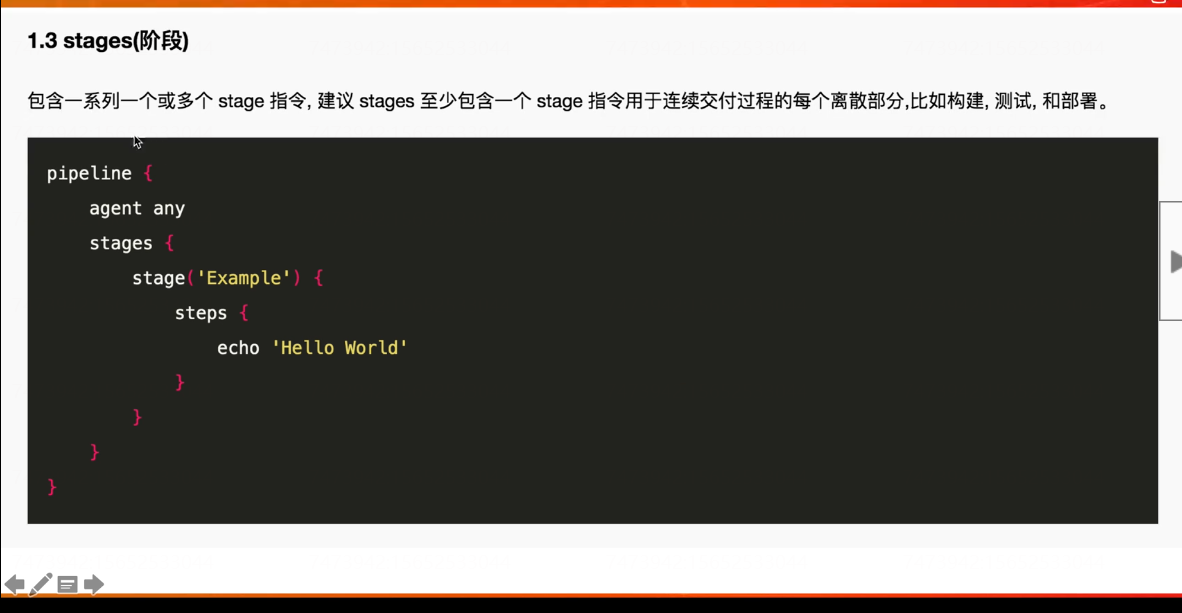 1.3 stages(阶段)
包含一系列一个或多个 stage 指令, 建议 stages 至少包含一个 stage 指令用于连续交付过程的每个离散部分,比如构建, 测试, 和部署。
pipeline {
    agent any
    stages {
        stage('Example') {
            steps {
                echo 'Hello World'
            }
        }
    }
}